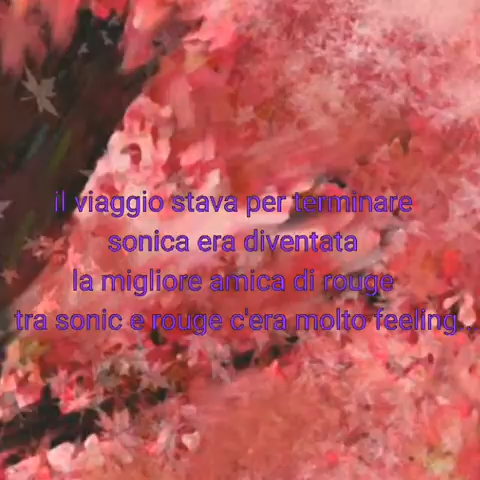 il viaggio stava per terminare
sonica era diventata
la migliore amica di rouge
tra sonic e rouge c'era molto feeling..